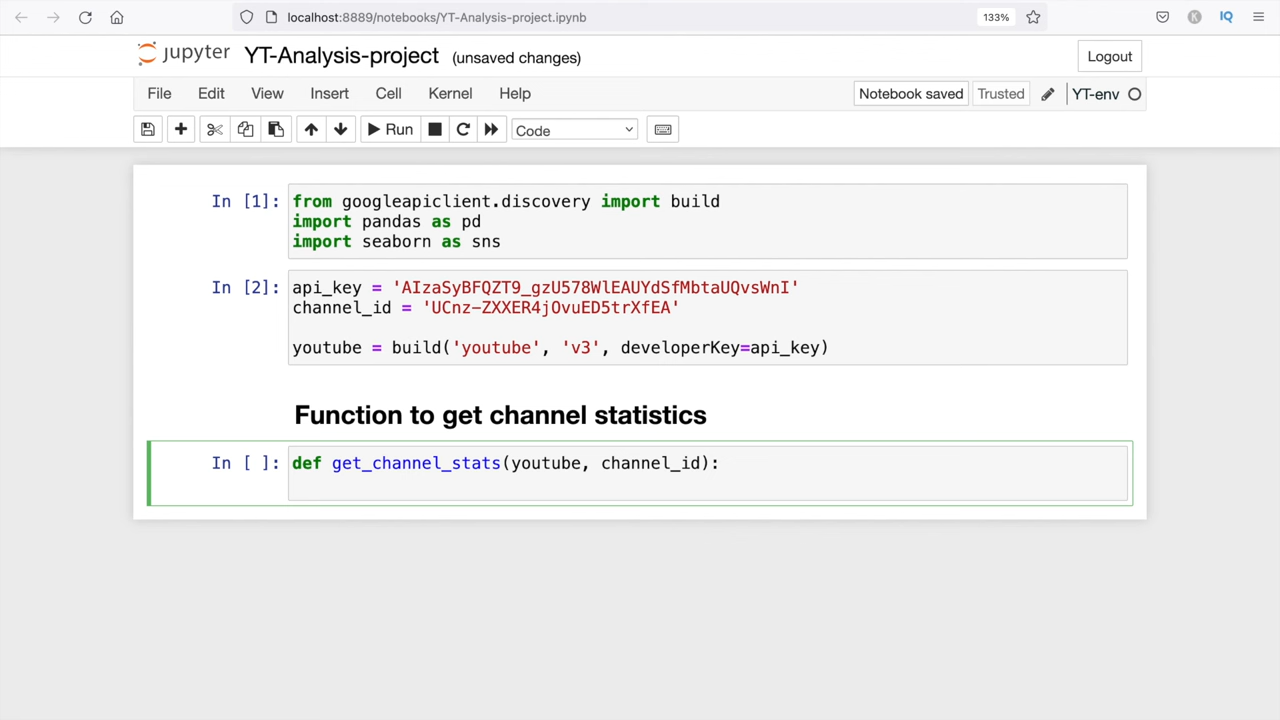 localhost:8889/notebooks/YT-Analysis-project.ipynb 133% K IQ
jupyter YT-Analysis-project (unsaved changes) Logout
File Edit View Insert Cell Kernel Help Notebook saved Trusted YT-env
Run Code
In [1]: from googleapiclient.discovery import build
import pandas as pd
import seaborn as sns
In [2]: api_key = 'AIzaSyBFQZT9_gzU578WlEAUYdSfMbtaUQvsWnI'
channel_id = 'UCnz-ZXXER4jOvuED5trXfEA'
youtube = build('youtube', 'v3', developerKey=api_key)
Function to get channel statistics
In [ ]: def get_channel_stats(youtube, channel_id):